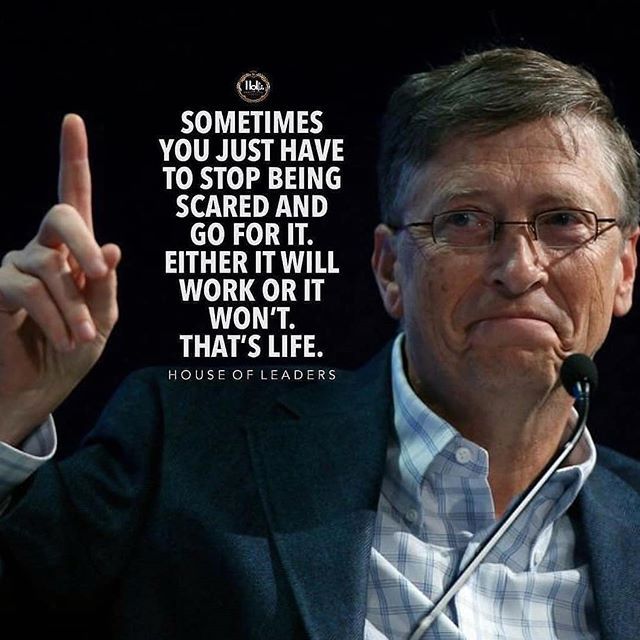 SOMETIMES
YOU JUST HAVE
TO STOP BEING
SCARED AND
GO FOR IT.
EITHER IT WILL
WORK OR IT
WON'T.
THAT'S LIFE.
HOUSE OF LEADERS